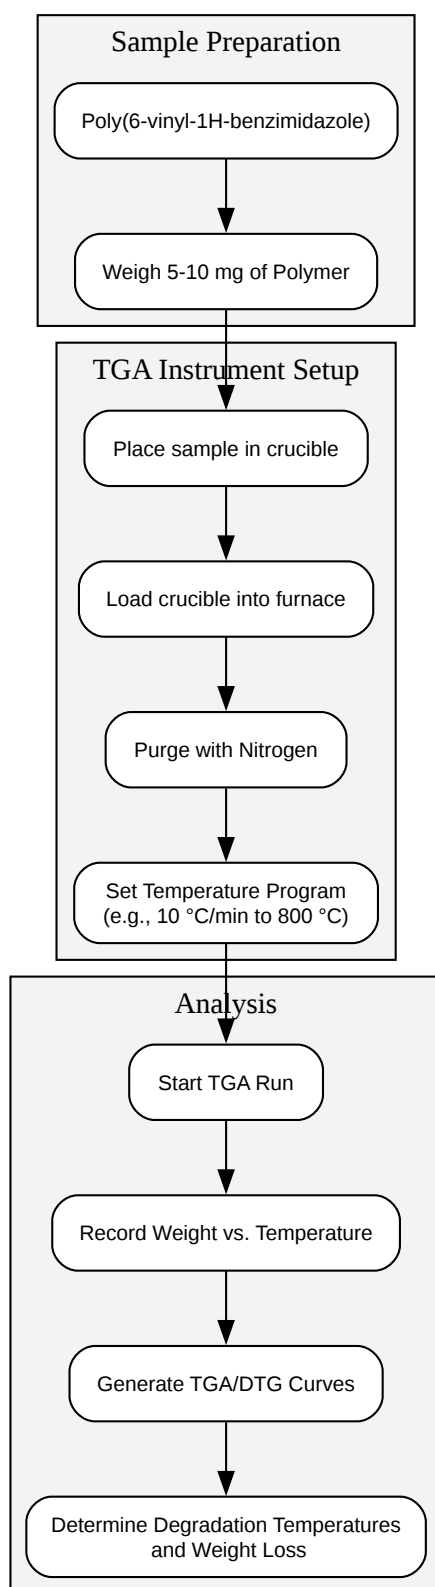 Sample Preparation
Poly(6-vinyl-1H-benzimidazole)
Weigh 5-10 mg of Polymer
TGA Instrument Setup
Place sample in crucible
Load crucible into furnace
Purge with Nitrogen
Set Temperature Program
(e.g., 10 °C/min to 800 °C)
Analysis
Start TGA Run
Record Weight vs. Temperature
Generate TGA/DTG Curves
Determine Degradation Temperatures
and Weight Loss